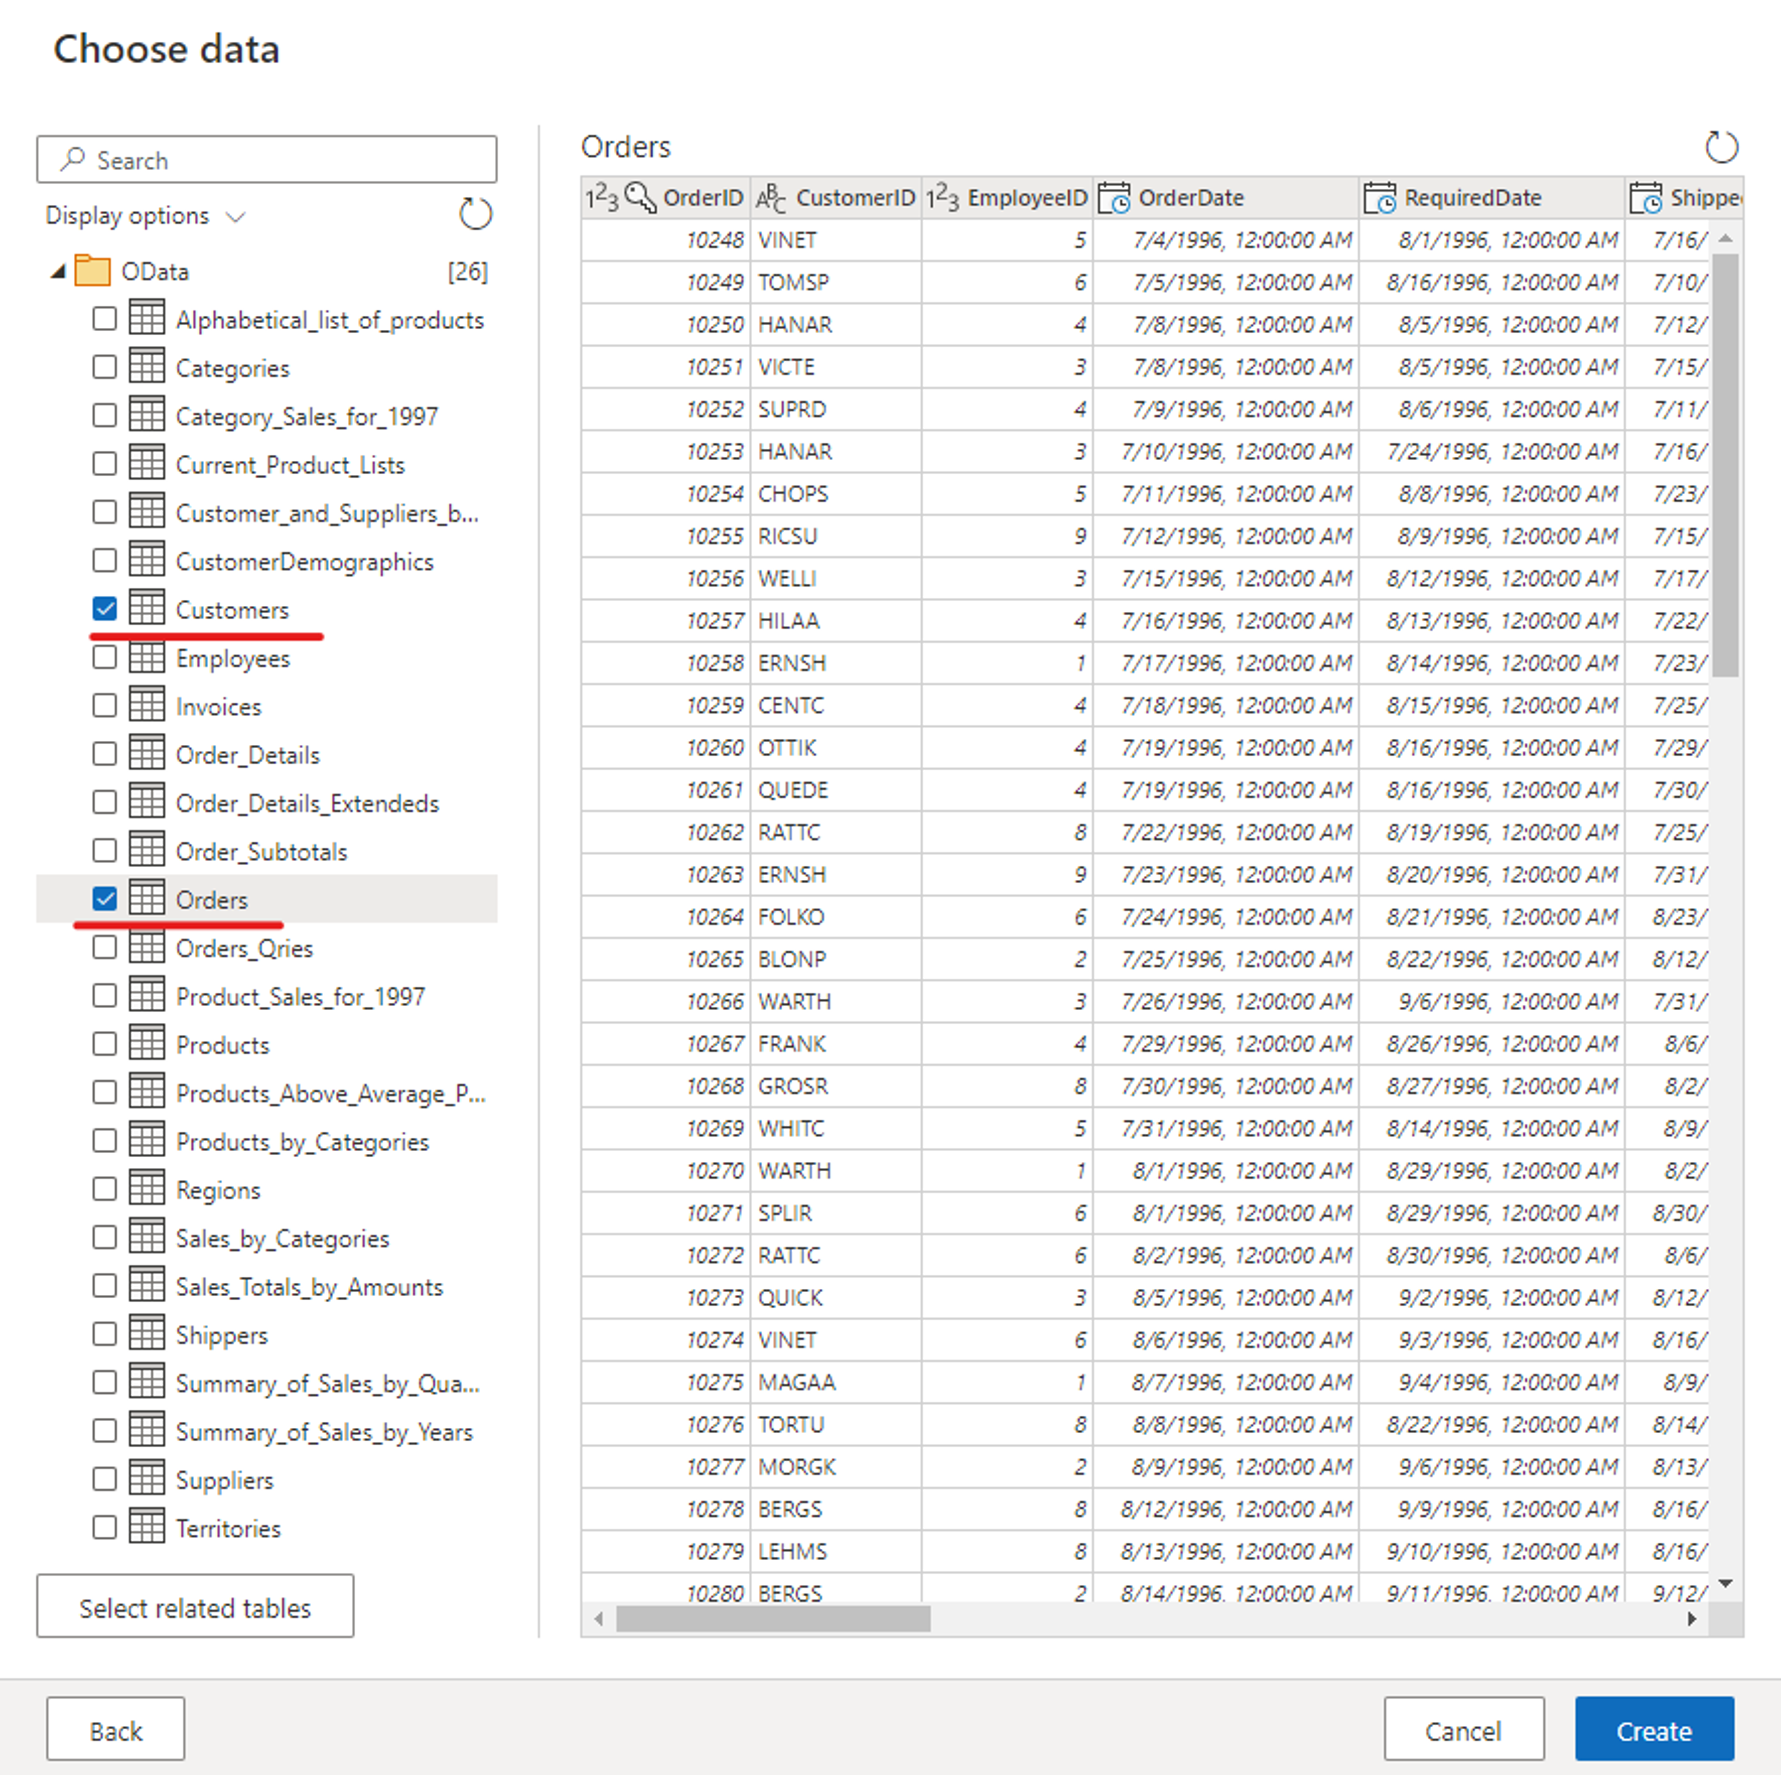 Choose data
Search
Display options
OData [26]
Alphabetical_list_of_products
Categories
Category_Sales_for_1997
Current_Product_Lists
Customer_and_Suppliers_b...
CustomerDemographics
Customers
Employees
Invoices
Order_Details
Order_Details_Extendeds
Order_Subtotals
Orders
Orders_Qries
Product_Sales_for_1997
Products
Products_Above_Average_P...
Products_by_Categories
Regions
Sales_by_Categories
Sales_Totals_by_Amounts
Shippers
Summary_of_Sales_by_Qua...
Summary_of_Sales_by_Years
Suppliers
Territories
Select related tables
Orders
123 OrderID ABC CustomerID 123 EmployeeID OrderDate RequiredDate Shippe
10248 VINET 5 7/4/1996, 12:00:00 AM 8/1/1996, 12:00:00 AM 7/16/
10249 TOMSP 6 7/5/1996, 12:00:00 AM 8/16/1996, 12:00:00 AM 7/10/
10250 HANAR 4 7/8/1996, 12:00:00 AM 8/5/1996, 12:00:00 AM 7/12/
10251 VICTE 3 7/8/1996, 12:00:00 AM 8/5/1996, 12:00:00 AM 7/15/
10252 SUPRD 4 7/9/1996, 12:00:00 AM 8/6/1996, 12:00:00 AM 7/11/
10253 HANAR 3 7/10/1996, 12:00:00 AM 7/24/1996, 12:00:00 AM 7/16/
10254 CHOPS 5 7/11/1996, 12:00:00 AM 8/8/1996, 12:00:00 AM 7/23/
10255 RICSU 9 7/12/1996, 12:00:00 AM 8/9/1996, 12:00:00 AM 7/15/
10256 WELLI 3 7/15/1996, 12:00:00 AM 8/12/1996, 12:00:00 AM 7/17/
10257 HILAA 4 7/16/1996, 12:00:00 AM 8/13/1996, 12:00:00 AM 7/22/
10258 ERNSH 1 7/17/1996, 12:00:00 AM 8/14/1996, 12:00:00 AM 7/23/
10259 CENTC 4 7/18/1996, 12:00:00 AM 8/15/1996, 12:00:00 AM 7/25/
10260 OTTIK 4 7/19/1996, 12:00:00 AM 8/16/1996, 12:00:00 AM 7/29/
10261 QUEDE 4 7/19/1996, 12:00:00 AM 8/16/1996, 12:00:00 AM 7/30/
10262 RATTC 8 7/22/1996, 12:00:00 AM 8/19/1996, 12:00:00 AM 7/25/
10263 ERNSH 9 7/23/1996, 12:00:00 AM 8/20/1996, 12:00:00 AM 7/31/
10264 FOLKO 6 7/24/1996, 12:00:00 AM 8/21/1996, 12:00:00 AM 8/23/
10265 BLONP 2 7/25/1996, 12:00:00 AM 8/22/1996, 12:00:00 AM 8/12/
10266 WARTH 3 7/26/1996, 12:00:00 AM 9/6/1996, 12:00:00 AM 7/31/
10267 FRANK 4 7/29/1996, 12:00:00 AM 8/26/1996, 12:00:00 AM 8/6/
10268 GROSR 8 7/30/1996, 12:00:00 AM 8/27/1996, 12:00:00 AM 8/2/
10269 WHITC 5 7/31/1996, 12:00:00 AM 8/14/1996, 12:00:00 AM 8/9/
10270 WARTH 1 8/1/1996, 12:00:00 AM 8/29/1996, 12:00:00 AM 8/2/
10271 SPLIR 6 8/1/1996, 12:00:00 AM 8/29/1996, 12:00:00 AM 8/30/
10272 RATTC 6 8/2/1996, 12:00:00 AM 8/30/1996, 12:00:00 AM 8/6/
10273 QUICK 3 8/5/1996, 12:00:00 AM 9/2/1996, 12:00:00 AM 8/12/
10274 VINET 6 8/6/1996, 12:00:00 AM 9/3/1996, 12:00:00 AM 8/16/
10275 MAGAA 1 8/7/1996, 12:00:00 AM 9/4/1996, 12:00:00 AM 8/9/
10276 TORTU 8 8/8/1996, 12:00:00 AM 8/22/1996, 12:00:00 AM 8/14/
10277 MORGK 2 8/9/1996, 12:00:00 AM 9/6/1996, 12:00:00 AM 8/13/
10278 BERGS 8 8/12/1996, 12:00:00 AM 9/9/1996, 12:00:00 AM 8/16/
10279 LEHMS 8 8/13/1996, 12:00:00 AM 9/10/1996, 12:00:00 AM 8/16/
10280 BERGS 2 8/14/1996, 12:00:00 AM 9/11/1996, 12:00:00 AM 9/12/
Back
Cancel
Create